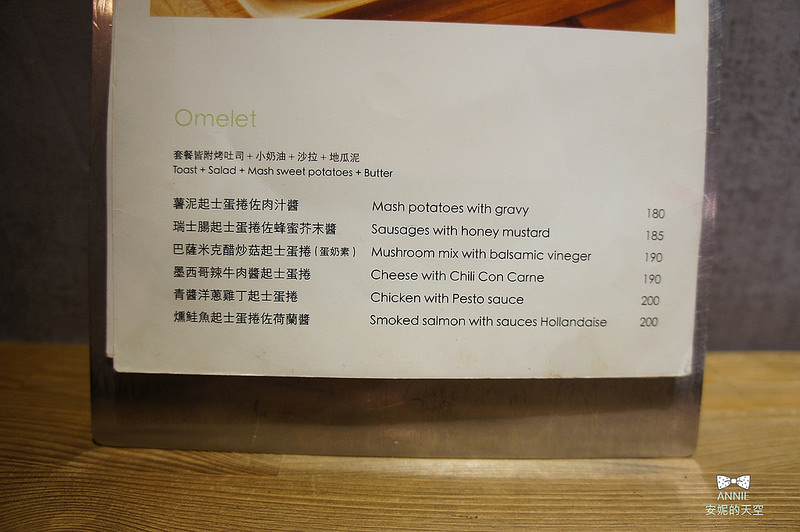 Omelet
套餐皆附烤吐司+小奶油+沙拉+地瓜泥
Toast + Salad + Mash sweet potatoes + Butter
薯泥起士蛋捲佐肉汁醬 Mash potatoes with gravy 180
瑞士腸起士蛋捲佐蜂蜜芥末醬 Sausages with honey mustard 185
巴薩米克醋炒菇起士蛋捲(蛋奶素) Mushroom mix with balsamic vineger 190
墨西哥辣牛肉醬起士蛋捲 Cheese with Chili Con Carne 190
青醬洋蔥雞丁起士蛋捲 Chicken with Pesto sauce 200
燻鮭魚起士蛋捲佐荷蘭醬 Smoked salmon with sauces Hollandaise 200
ANNIE
安妮的天空